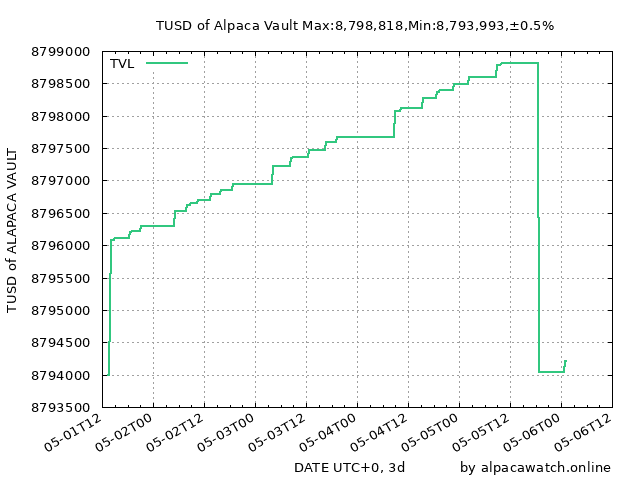 TUSD of Alpaca Vault Max:8,798,818,Min:8,793,993,±0.5%
TVL
8799000
8798500
8798000
8797500
8797000
8796500
8796000
8795500
8795000
8794500
8794000
8793500
TUSD of ALAPACA VAULT
05-01T12
05-02T00
05-02T12
05-03T00
05-03T12
05-04T00
05-04T12
05-05T00
05-05T12
05-06T00
05-06T12
DATE UTC+0, 3d
by alpacawatch.online